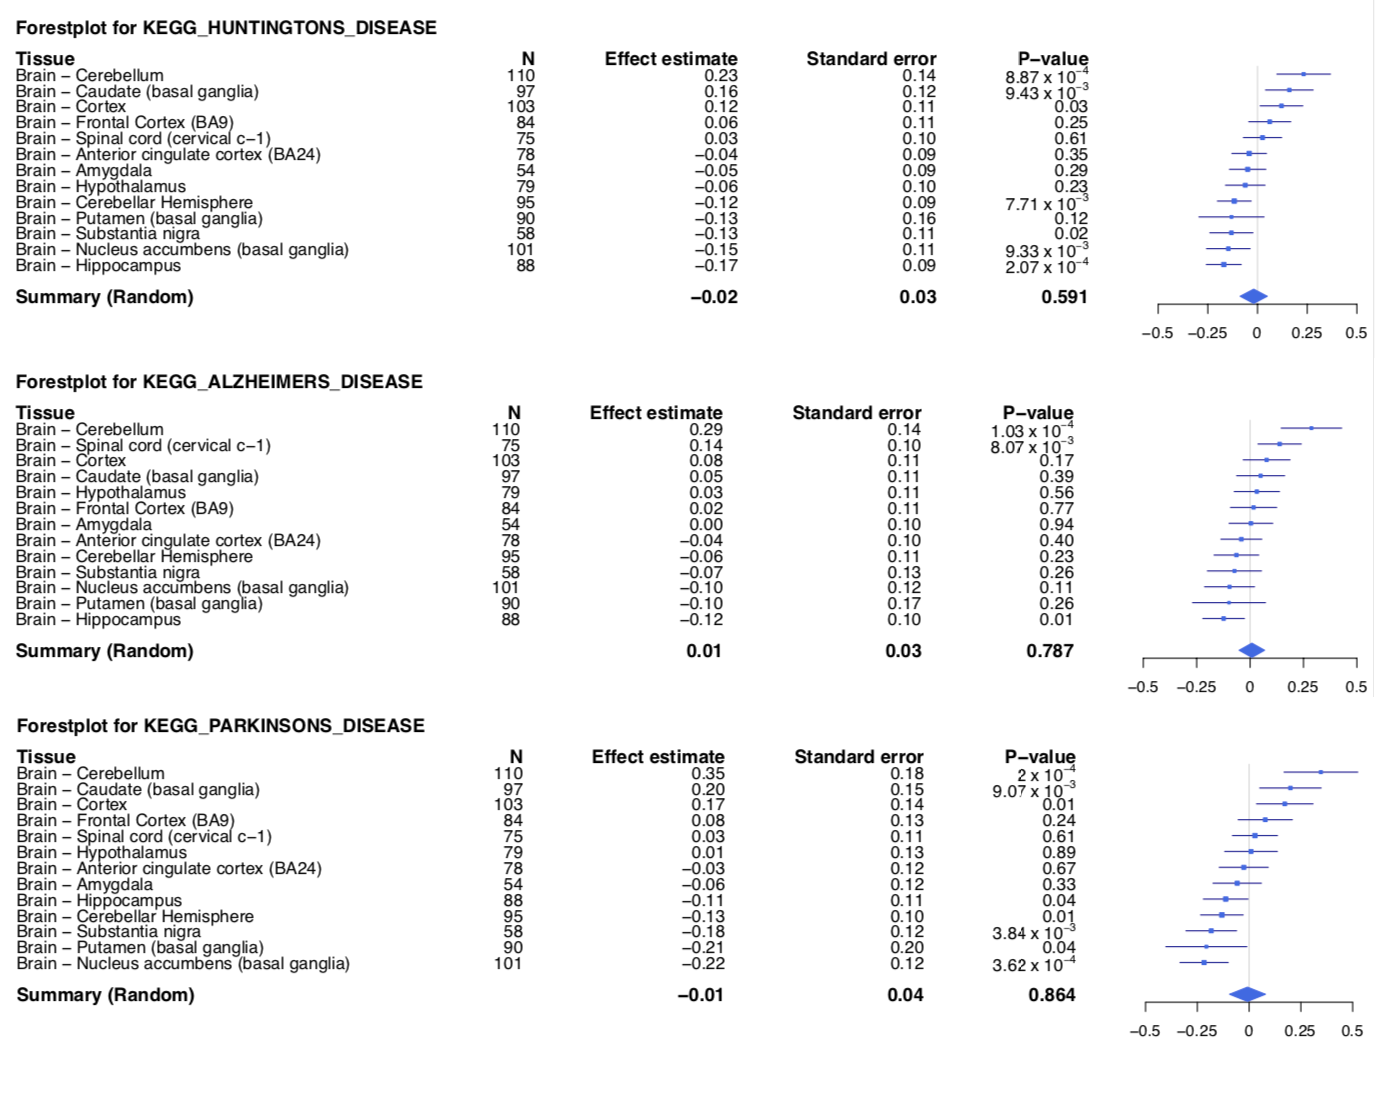 Forestplot for KEGG_HUNTINGTONS_DISEASE
Tissue N Effect estimate Standard error P−value
Brain − Cerebellum 110 0.23 0.14 8.87 x 10⁻⁴
Brain − Caudate (basal ganglia) 97 0.16 0.12 9.43 x 10⁻³
Brain − Cortex 103 0.12 0.11 0.03
Brain − Frontal Cortex (BA9) 84 0.06 0.11 0.25
Brain − Spinal cord (cervical c−1) 75 0.03 0.10 0.61
Brain − Anterior cingulate cortex (BA24) 78 −0.04 0.09 0.35
Brain − Amygdala 54 −0.05 0.09 0.29
Brain − Hypothalamus 79 −0.06 0.10 0.23
Brain − Cerebellar Hemisphere 95 −0.12 0.09 7.71 x 10⁻³
Brain − Putamen (basal ganglia) 90 −0.13 0.16 0.12
Brain − Substantia nigra 58 −0.13 0.11 0.02
Brain − Nucleus accumbens (basal ganglia) 101 −0.15 0.11 9.33 x 10⁻³
Brain − Hippocampus 88 −0.17 0.09 2.07 x 10⁻⁴
Summary (Random) −0.02 0.03 0.591
−0.5 −0.25 0 0.25 0.5
Forestplot for KEGG_ALZHEIMERS_DISEASE
Tissue N Effect estimate Standard error P−value
Brain − Cerebellum 110 0.29 0.14 1.03 x 10⁻⁴
Brain − Spinal cord (cervical c−1) 75 0.14 0.10 8.07 x 10⁻³
Brain − Cortex 103 0.08 0.11 0.17
Brain − Caudate (basal ganglia) 97 0.05 0.11 0.39
Brain − Hypothalamus 79 0.03 0.11 0.56
Brain − Frontal Cortex (BA9) 84 0.02 0.11 0.77
Brain − Amygdala 54 0.00 0.10 0.94
Brain − Anterior cingulate cortex (BA24) 78 −0.04 0.10 0.40
Brain − Cerebellar Hemisphere 95 −0.06 0.11 0.23
Brain − Substantia nigra 58 −0.07 0.13 0.26
Brain − Nucleus accumbens (basal ganglia) 101 −0.10 0.12 0.11
Brain − Putamen (basal ganglia) 90 −0.10 0.17 0.26
Brain − Hippocampus 88 −0.12 0.10 0.01
Summary (Random) 0.01 0.03 0.787
−0.5 −0.25 0 0.25 0.5
Forestplot for KEGG_PARKINSONS_DISEASE
Tissue N Effect estimate Standard error P−value
Brain − Cerebellum 110 0.35 0.18 2 x 10⁻⁴
Brain − Caudate (basal ganglia) 97 0.20 0.15 9.07 x 10⁻³
Brain − Cortex 103 0.17 0.14 0.01
Brain − Frontal Cortex (BA9) 84 0.08 0.13 0.24
Brain − Spinal cord (cervical c−1) 75 0.03 0.11 0.61
Brain − Hypothalamus 79 0.01 0.13 0.89
Brain − Anterior cingulate cortex (BA24) 78 −0.03 0.12 0.67
Brain − Amygdala 54 −0.06 0.12 0.33
Brain − Hippocampus 88 −0.11 0.11 0.04
Brain − Cerebellar Hemisphere 95 −0.13 0.10 0.01
Brain − Substantia nigra 58 −0.18 0.12 3.84 x 10⁻³
Brain − Putamen (basal ganglia) 90 −0.21 0.20 0.04
Brain − Nucleus accumbens (basal ganglia) 101 −0.22 0.12 3.62 x 10⁻⁴
Summary (Random) −0.01 0.04 0.864
−0.5 −0.25 0 0.25 0.5